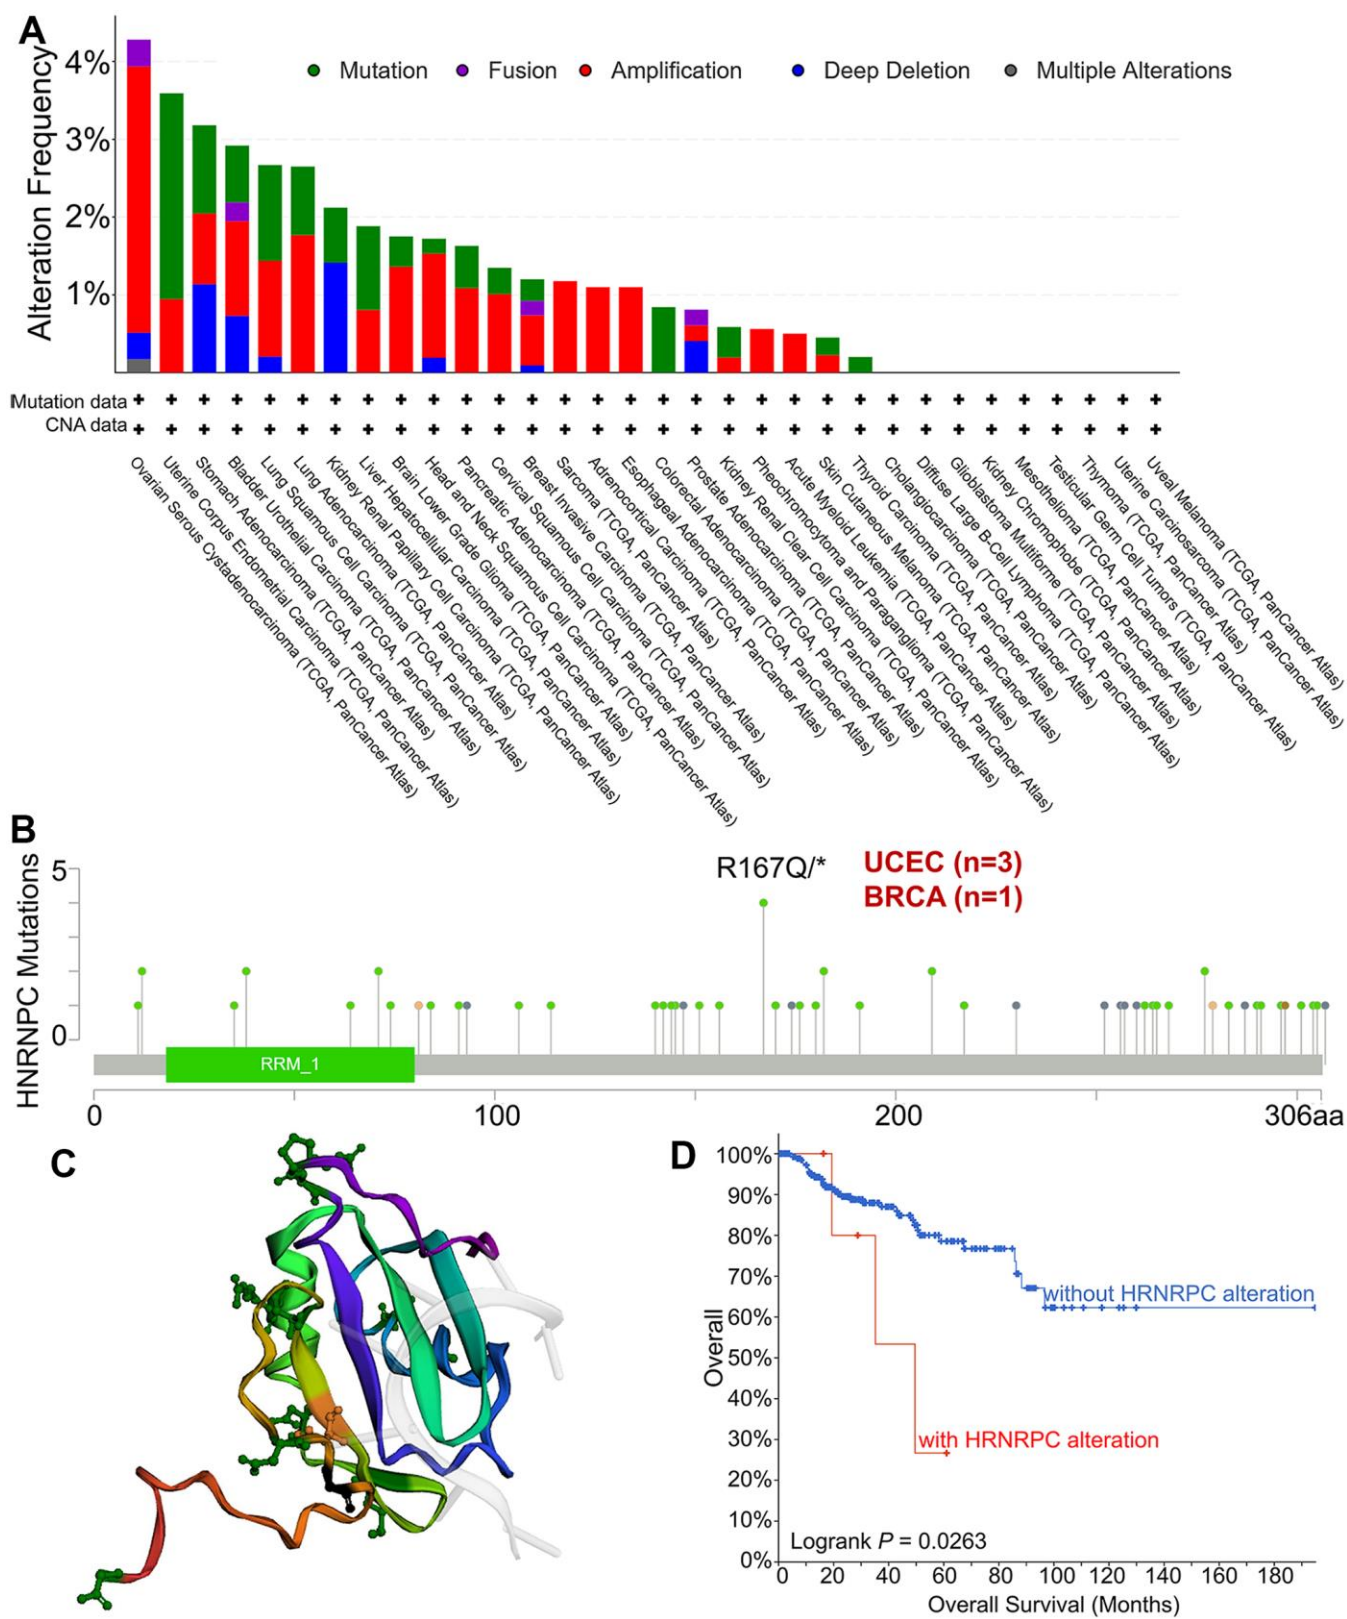 A
Alteration Frequency
4%
3%
2%
1%
Mutation
Fusion
Amplification
Deep Deletion
Multiple Alterations
Mutation data
CNA data
Ovarian Serous Cystadenocarcinoma (TCGA, PanCancer Atlas)
Uterine Corpus Endometrial Carcinoma (TCGA, PanCancer Atlas)
Stomach Adenocarcinoma (TCGA, PanCancer Atlas)
Bladder Urothelial Carcinoma (TCGA, PanCancer Atlas)
Lung Squamous Cell Carcinoma (TCGA, PanCancer Atlas)
Lung Adenocarcinoma (TCGA, PanCancer Atlas)
Kidney Renal Papillary Cell Carcinoma (TCGA, PanCancer Atlas)
Liver Hepatocellular Carcinoma (TCGA, PanCancer Atlas)
Brain Lower Grade Glioma (TCGA, PanCancer Atlas)
Head and Neck Squamous Cell Carcinoma (TCGA, PanCancer Atlas)
Pancreatic Adenocarcinoma (TCGA, PanCancer Atlas)
Cervical Squamous Cell Carcinoma (TCGA, PanCancer Atlas)
Breast Invasive Carcinoma (TCGA, PanCancer Atlas)
Sarcoma (TCGA, PanCancer Atlas)
Adrenocortical Carcinoma (TCGA, PanCancer Atlas)
Esophageal Adenocarcinoma (TCGA, PanCancer Atlas)
Colorectal Adenocarcinoma (TCGA, PanCancer Atlas)
Prostate Adenocarcinoma (TCGA, PanCancer Atlas)
Kidney Renal Clear Cell Carcinoma (TCGA, PanCancer Atlas)
Pheochromocytoma and Paraganglioma (TCGA, PanCancer Atlas)
Acute Myeloid Leukemia (TCGA, PanCancer Atlas)
Skin Cutaneous Melanoma (TCGA, PanCancer Atlas)
Thyroid Carcinoma (TCGA, PanCancer Atlas)
Cholangiocarcinoma (TCGA, PanCancer Atlas)
Diffuse Large B-Cell Lymphoma (TCGA, PanCancer Atlas)
Glioblastoma Multiforme (TCGA, PanCancer Atlas)
Kidney Chromophobe (TCGA, PanCancer Atlas)
Mesothelioma (TCGA, PanCancer Atlas)
Testicular Germ Cell Tumors (TCGA, PanCancer Atlas)
Thymoma (TCGA, PanCancer Atlas)
Uterine Carcinosarcoma (TCGA, PanCancer Atlas)
Uveal Melanoma (TCGA, PanCancer Atlas)
B
HNRNPC Mutations
5
0
R167Q/*
UCEC (n=3)
BRCA (n=1)
RRM_1
0
100
200
306aa
C
D
Overall
100%
90%
80%
70%
60%
50%
40%
30%
20%
10%
0%
without HRNRPC alteration
with HRNRPC alteration
Logrank P = 0.0263
0 20 40 60 80 100 120 140 160 180
Overall Survival (Months)